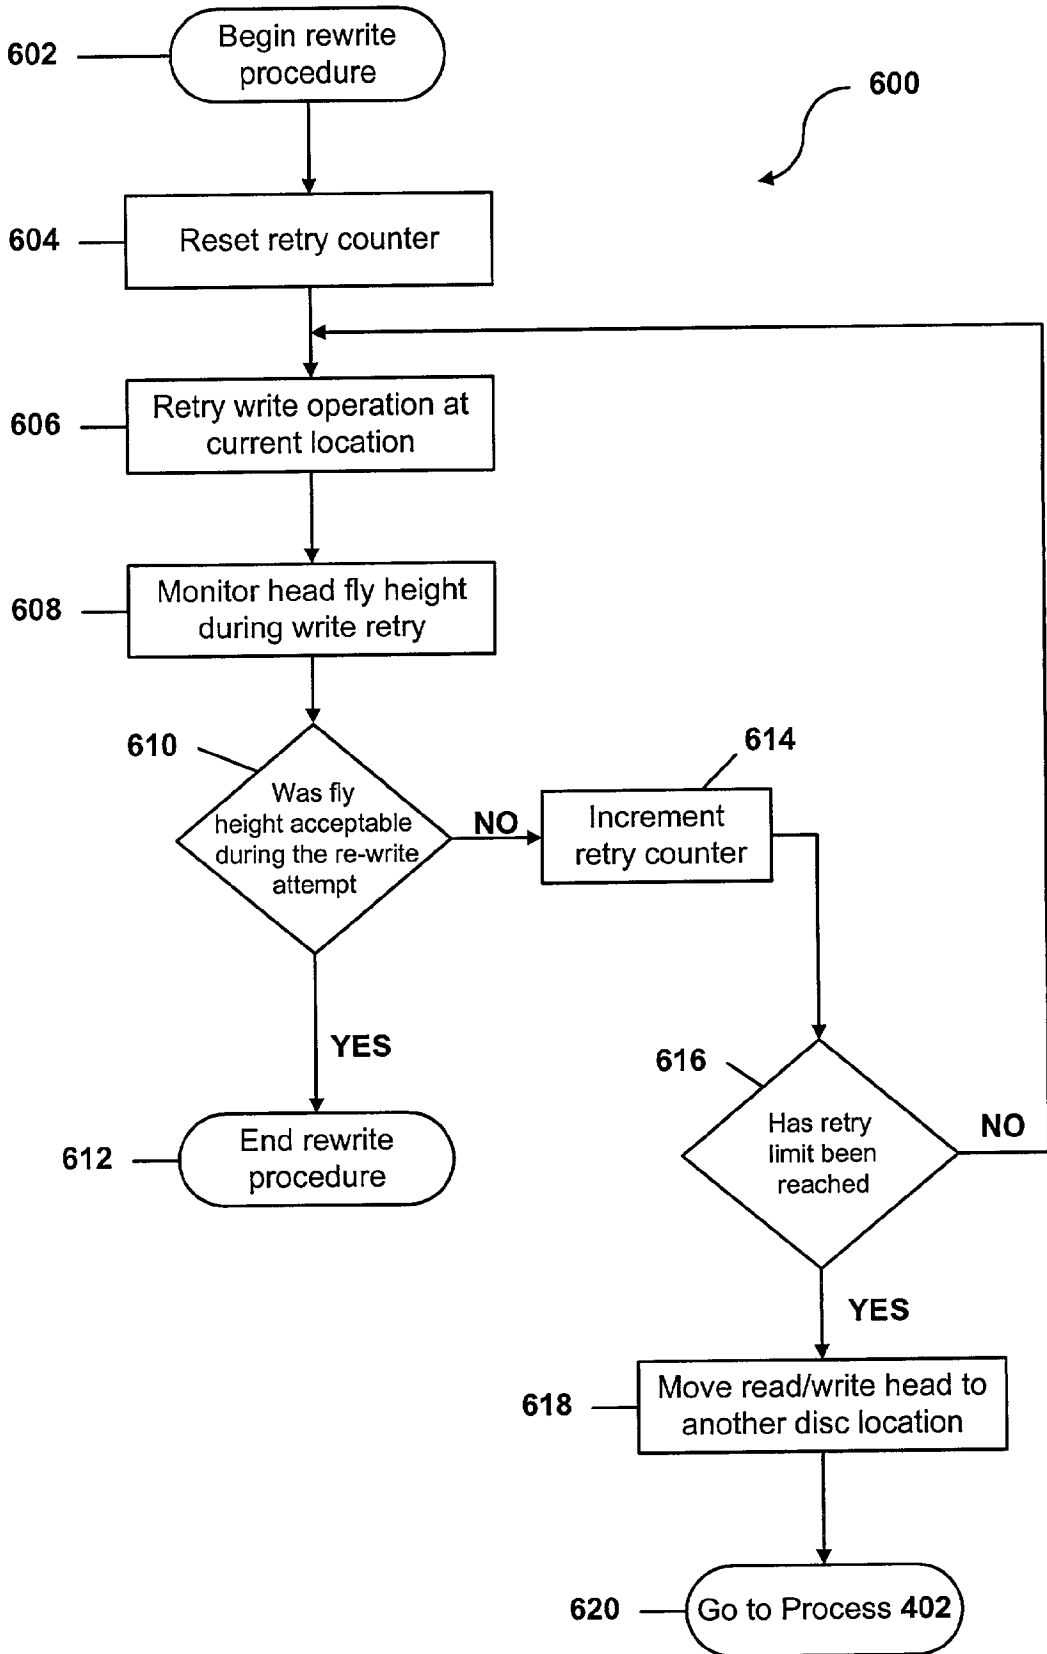 602
Begin rewrite
procedure
600
604
Reset retry counter
606
Retry write operation at
current location
608
Monitor head fly height
during write retry
610
Was fly
height acceptable
during the re-write
attempt
NO
614
Increment
retry counter
YES
616
Has retry
limit been
reached
NO
612
End rewrite
procedure
YES
618
Move read/write head to
another disc location
620
Go to Process 402